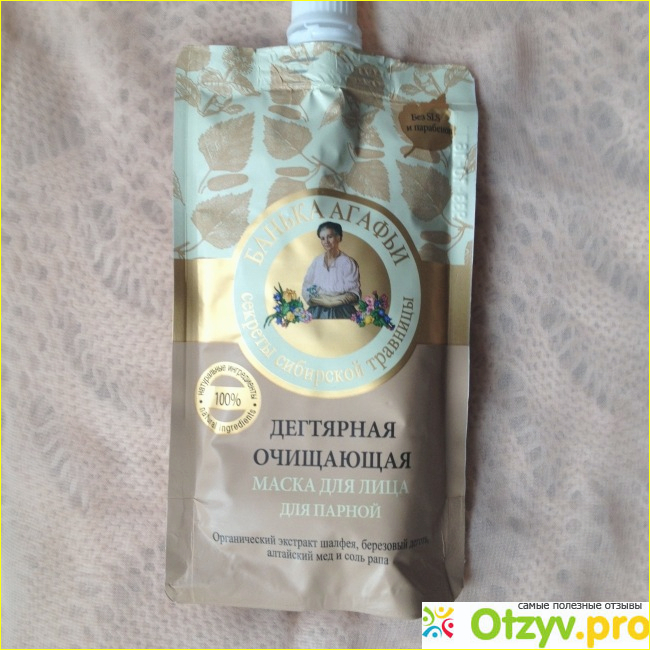 Без SLS
и парабенов
БАНЬКА АГАФЬИ
секреты сибирской травницы
натуральные ингредиенты
100%
natural ingredients
ДЕГТЯРНАЯ
ОЧИЩАЮЩАЯ
МАСКА ДЛЯ ЛИЦА
ДЛЯ ПАРНОЙ
Органический экстракт шалфея, березовый деготь,
алтайский мед и соль рапа
самые полезные отзывы
Otzyv.pro